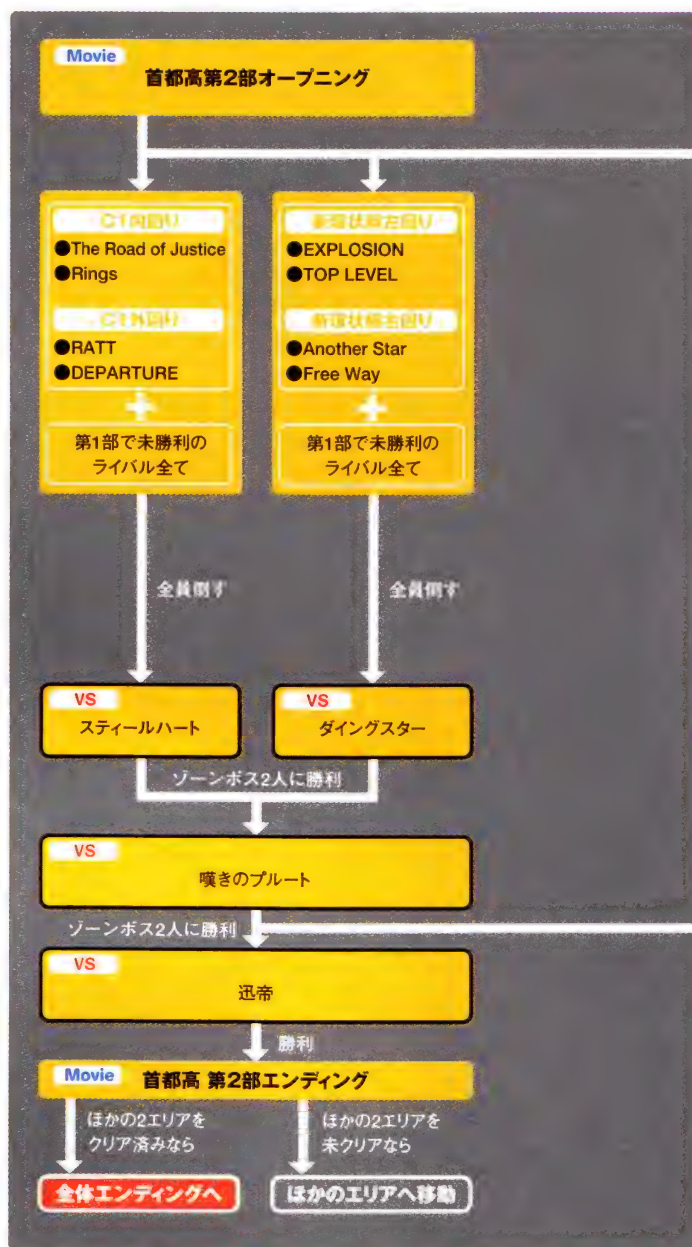 Movie
首都高第2部オープニング
C1内回り
●The Road of Justice
●Rings
C1外回り
●RATT
●DEPARTURE
+
第1部で未勝利の
ライバル全て
新環状線左回り
●EXPLOSION
●TOP LEVEL
新環状線右回り
●Another Star
●Free Way
+
第1部で未勝利の
ライバル全て
全員倒す
全員倒す
VS
スティールハート
VS
ダイングスター
ゾーンボス2人に勝利
VS
嘆きのプルート
ゾーンボス2人に勝利
VS
迅帝
勝利
Movie
首都高 第2部エンディング
ほかの2エリアを
クリア済みなら
ほかの2エリアを
未クリアなら
全体エンディングへ
ほかのエリアへ移動